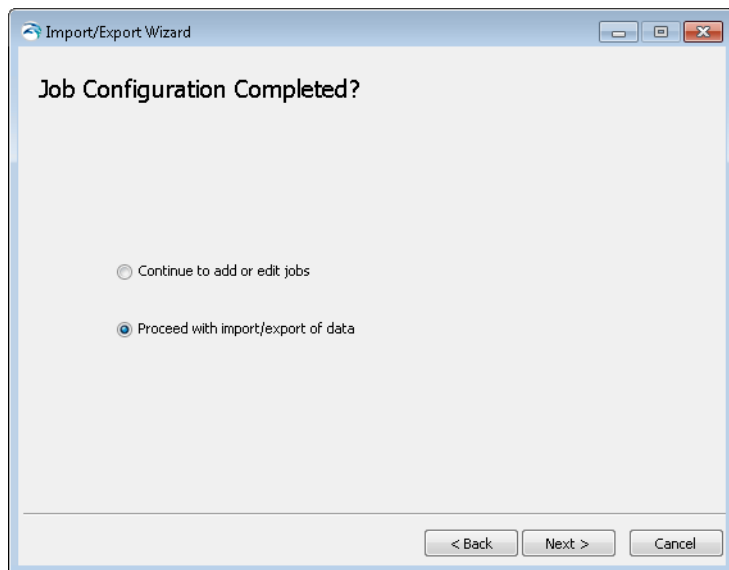 Import/Export Wizard
Job Configuration Completed?
Continue to add or edit jobs
Proceed with import/export of data
< Back Next > Cancel